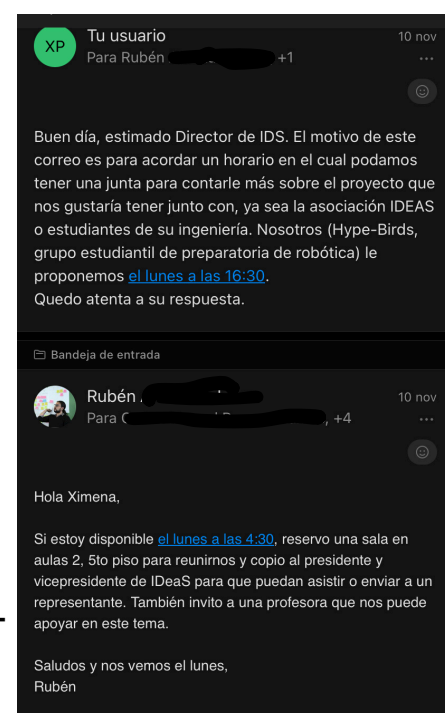 XP
Tu usuario
10 nov
Para Rubén +1
Buen día, estimado Director de IDS. El motivo de este
correo es para acordar un horario en el cual podamos
tener una junta para contarle más sobre el proyecto que
nos gustaría tener junto con, ya sea la asociación IDEAS
o estudiantes de su ingeniería. Nosotros (Hype-Birds,
grupo estudiantil de preparatoria de robótica) le
proponemos el lunes a las 16:30.
Quedo atenta a su respuesta.
Bandeja de entrada
Rubén
10 nov
Para , +4
Hola Ximena,
Si estoy disponible el lunes a las 4:30, reservo una sala en
aulas 2, 5to piso para reunirnos y copio al presidente y
vicepresidente de IDeaS para que puedan asistir o enviar a un
representante. También invito a una profesora que nos puede
apoyar en este tema.
Saludos y nos vemos el lunes,
Rubén